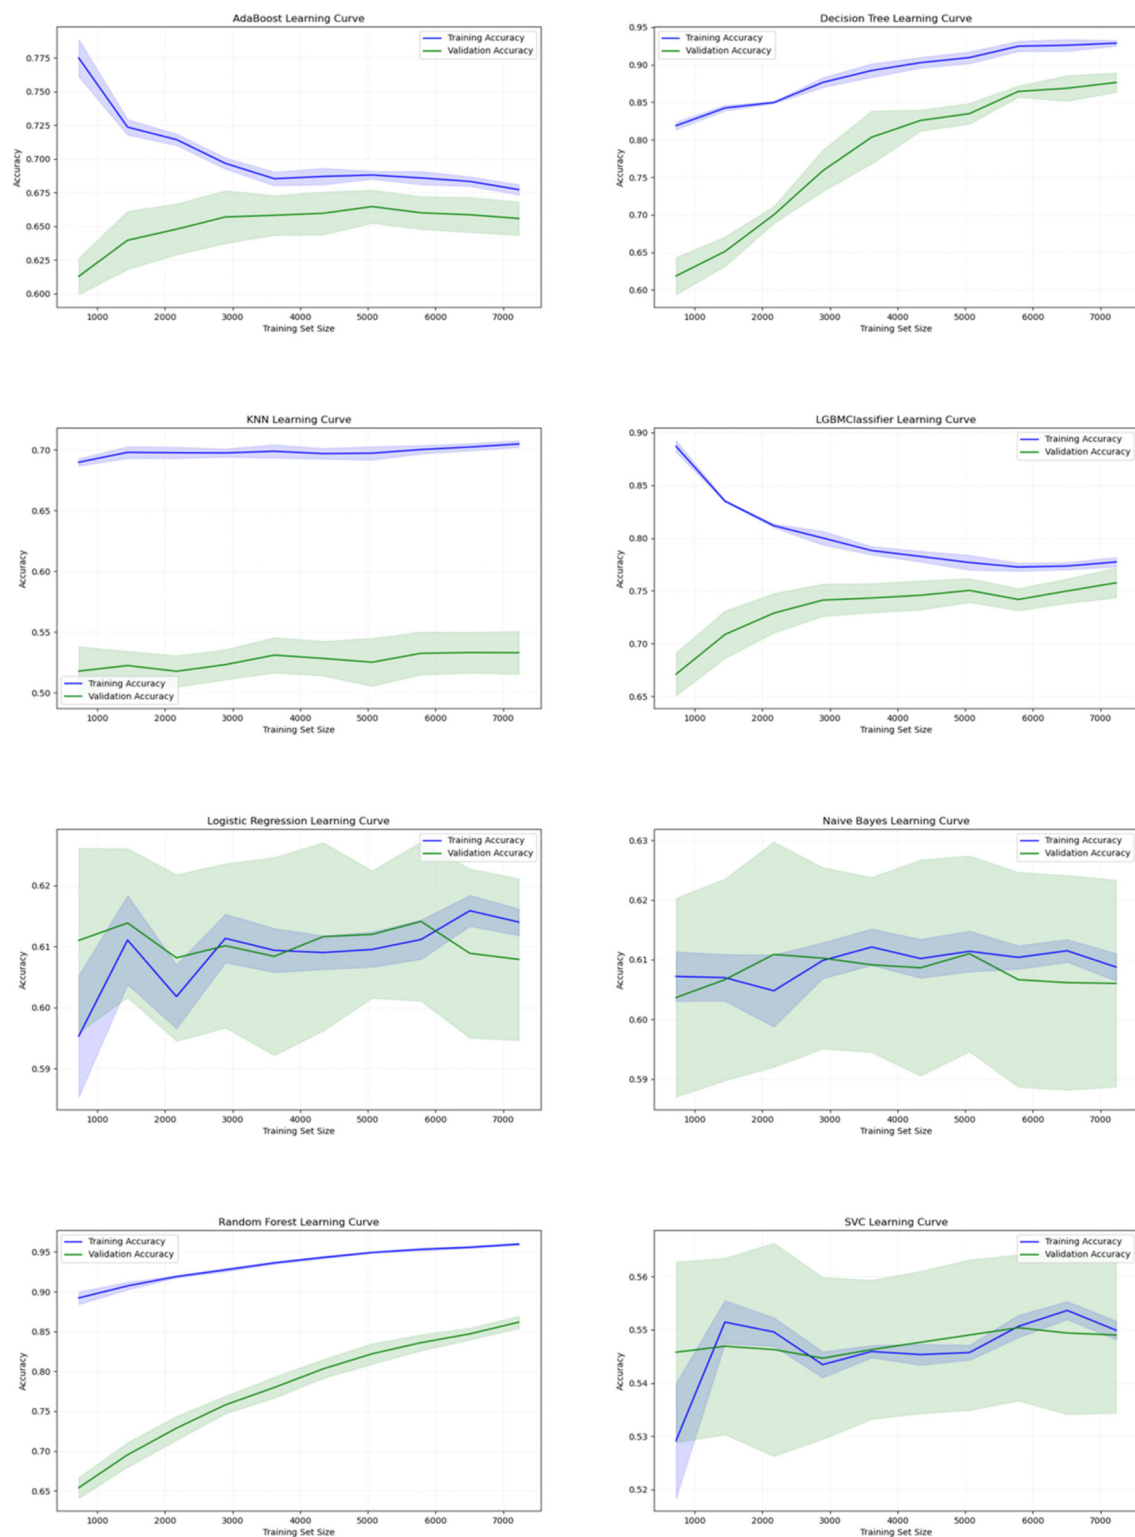 AdaBoost Learning Curve
Training Accuracy
Validation Accuracy
0.775
0.750
0.725
0.700
0.675
0.650
0.625
0.600
Accuracy
1000 2000 3000 4000 5000 6000 7000
Training Set Size
Decision Tree Learning Curve
Training Accuracy
Validation Accuracy
0.95
0.90
0.85
0.80
0.75
0.70
0.65
0.60
Accuracy
1000 2000 3000 4000 5000 6000 7000
Training Set Size
KNN Learning Curve
0.70
0.65
0.60
0.55
0.50
Accuracy
Training Accuracy
Validation Accuracy
1000 2000 3000 4000 5000 6000 7000
Training Set Size
LGBMClassifier Learning Curve
Training Accuracy
Validation Accuracy
0.90
0.85
0.80
0.75
0.70
0.65
Accuracy
1000 2000 3000 4000 5000 6000 7000
Training Set Size
Logistic Regression Learning Curve
Training Accuracy
Validation Accuracy
0.62
0.61
0.60
0.59
Accuracy
1000 2000 3000 4000 5000 6000 7000
Training Set Size
Naive Bayes Learning Curve
Training Accuracy
Validation Accuracy
0.63
0.62
0.61
0.60
0.59
Accuracy
1000 2000 3000 4000 5000 6000 7000
Training Set Size
Random Forest Learning Curve
Training Accuracy
Validation Accuracy
0.95
0.90
0.85
0.80
0.75
0.70
0.65
Accuracy
1000 2000 3000 4000 5000 6000 7000
Training Set Size
SVC Learning Curve
Training Accuracy
Validation Accuracy
0.56
0.55
0.54
0.53
0.52
Accuracy
1000 2000 3000 4000 5000 6000 7000
Training Set Size